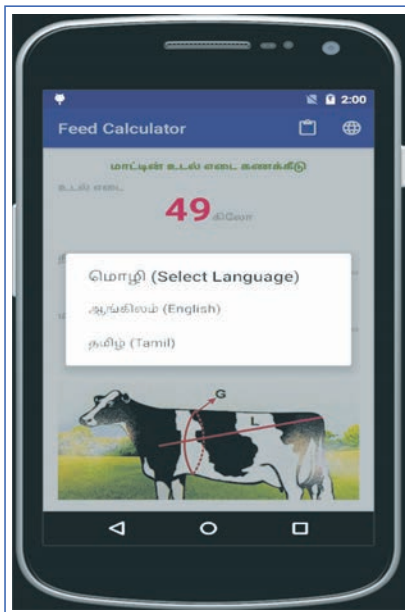 2:00
Feed Calculator
மாட்டின் உடல் எடை கணக்கீடு
உடல் எடை
49 கிலோ
மொழி (Select Language)
ஆங்கிலம் (English)
தமிழ் (Tamil)
G
L